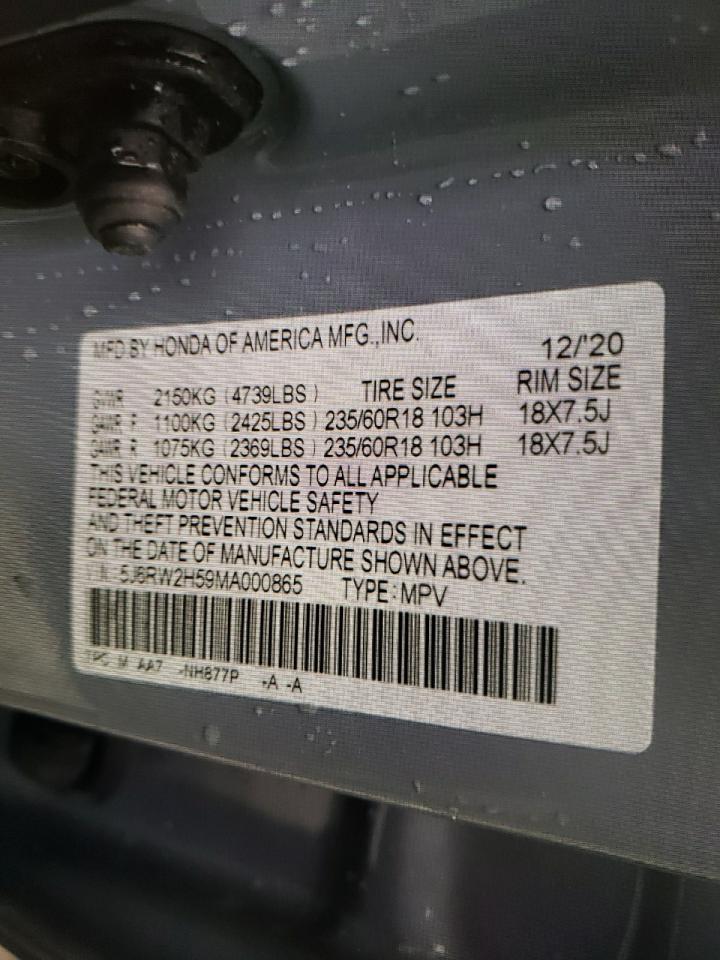 MFD BY HONDA OF AMERICA MFG.,INC. 12/'20
GVWR 2150KG (4739LBS) TIRE SIZE RIM SIZE
GAWR F 1100KG (2425LBS) 235/60R18 103H 18X7.5J
GAWR R 1075KG (2369LBS) 235/60R18 103H 18X7.5J
THIS VEHICLE CONFORMS TO ALL APPLICABLE
FEDERAL MOTOR VEHICLE SAFETY
AND THEFT PREVENTION STANDARDS IN EFFECT
ON THE DATE OF MANUFACTURE SHOWN ABOVE.
5J6RW2H59MA000865 TYPE:MPV
TPC M AA7 -NH877P -A -A